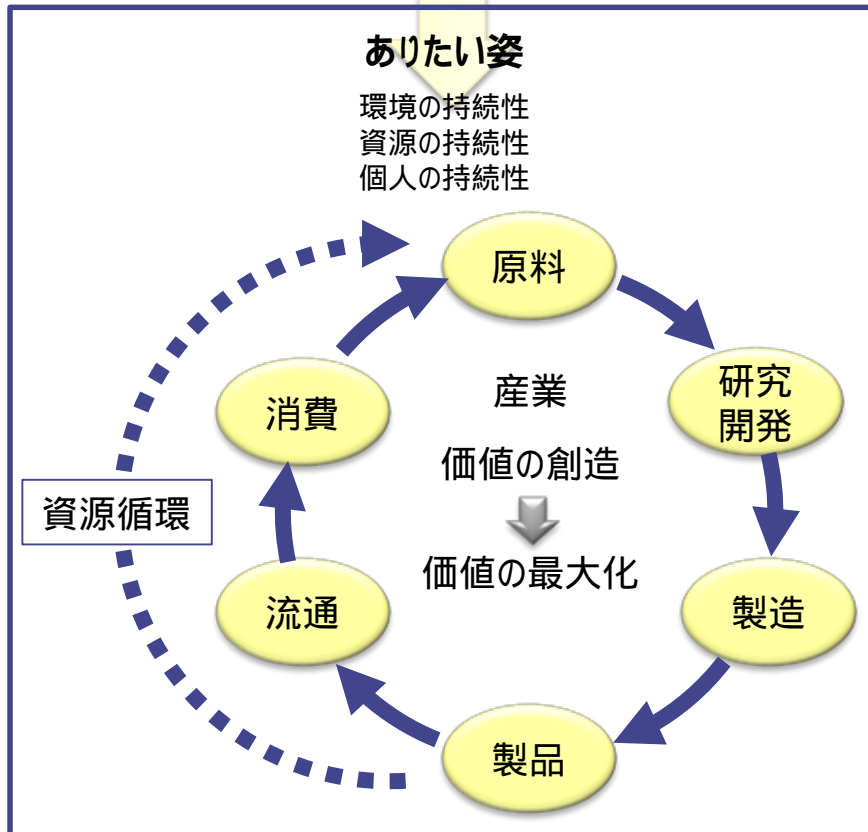 ありたい姿
環境の持続性
資源の持続性
個人の持続性
原料
研究
開発
製造
製品
流通
消費
資源循環
産業
価値の創造
価値の最大化